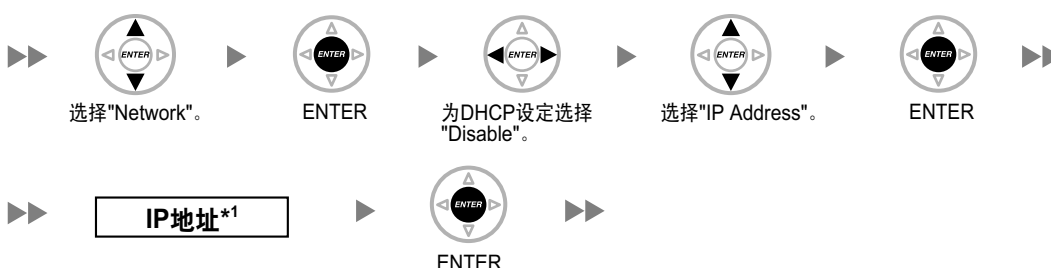 ENTER
ENTER
ENTER
ENTER
ENTER
选择"Network"。
ENTER
为DHCP设定选择
"Disable"。
选择"IP Address"。
ENTER
IP地址*1
ENTER
ENTER